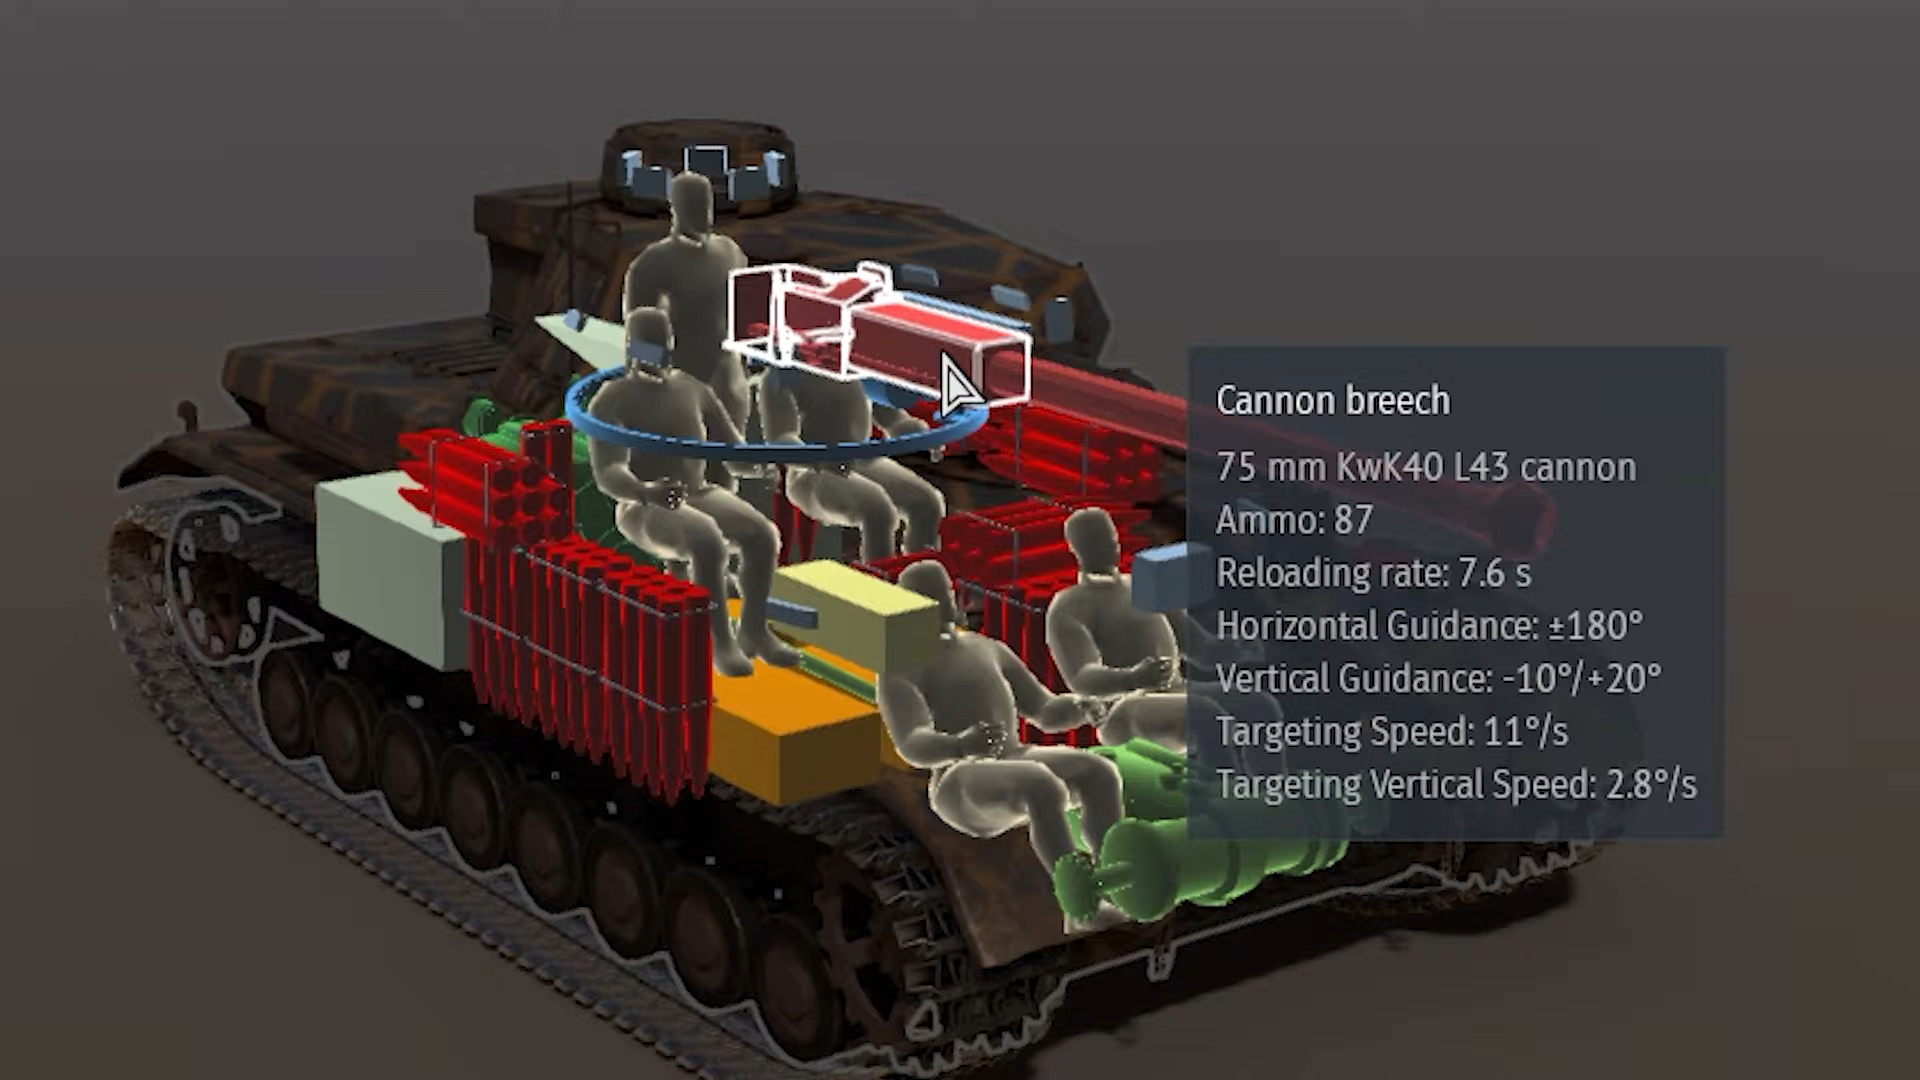 Cannon breech
75 mm KwK40 L43 cannon
Ammo: 87
Reloading rate: 7.6 s
Horizontal Guidance: ±180°
Vertical Guidance: -10°/+20°
Targeting Speed: 11°/s
Targeting Vertical Speed: 2.8°/s